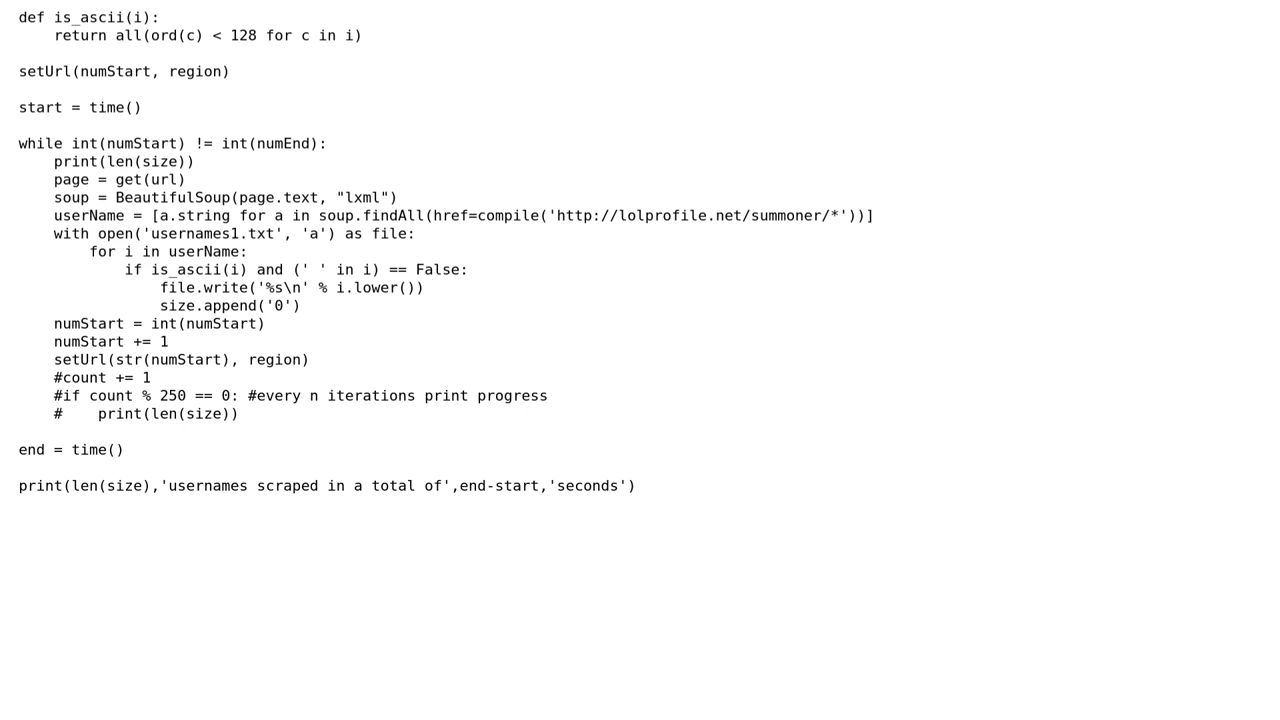 def is_ascii(i):
    return all(ord(c) < 128 for c in i)

setUrl(numStart, region)

start = time()

while int(numStart) != int(numEnd):
    print(len(size))
    page = get(url)
    soup = BeautifulSoup(page.text, "lxml")
    userName = [a.string for a in soup.findAll(href=compile('http://lolprofile.net/summoner/*'))]
    with open('usernames1.txt', 'a') as file:
        for i in userName:
            if is_ascii(i) and (' ' in i) == False:
                file.write('%s\n' % i.lower())
                size.append('0')
    numStart = int(numStart)
    numStart += 1
    setUrl(str(numStart), region)
    #count += 1
    #if count % 250 == 0: #every n iterations print progress
    #    print(len(size))

end = time()

print(len(size),'usernames scraped in a total of',end-start,'seconds')